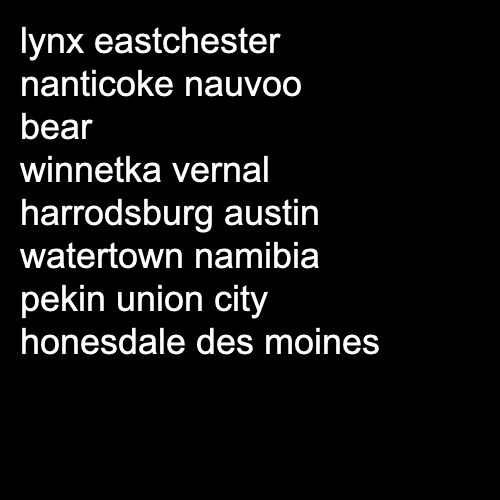 lynx eastchester
nanticoke nauvoo
bear
winnetka vernal
harrodsburg austin
watertown namibia
pekin union city
honesdale des moines